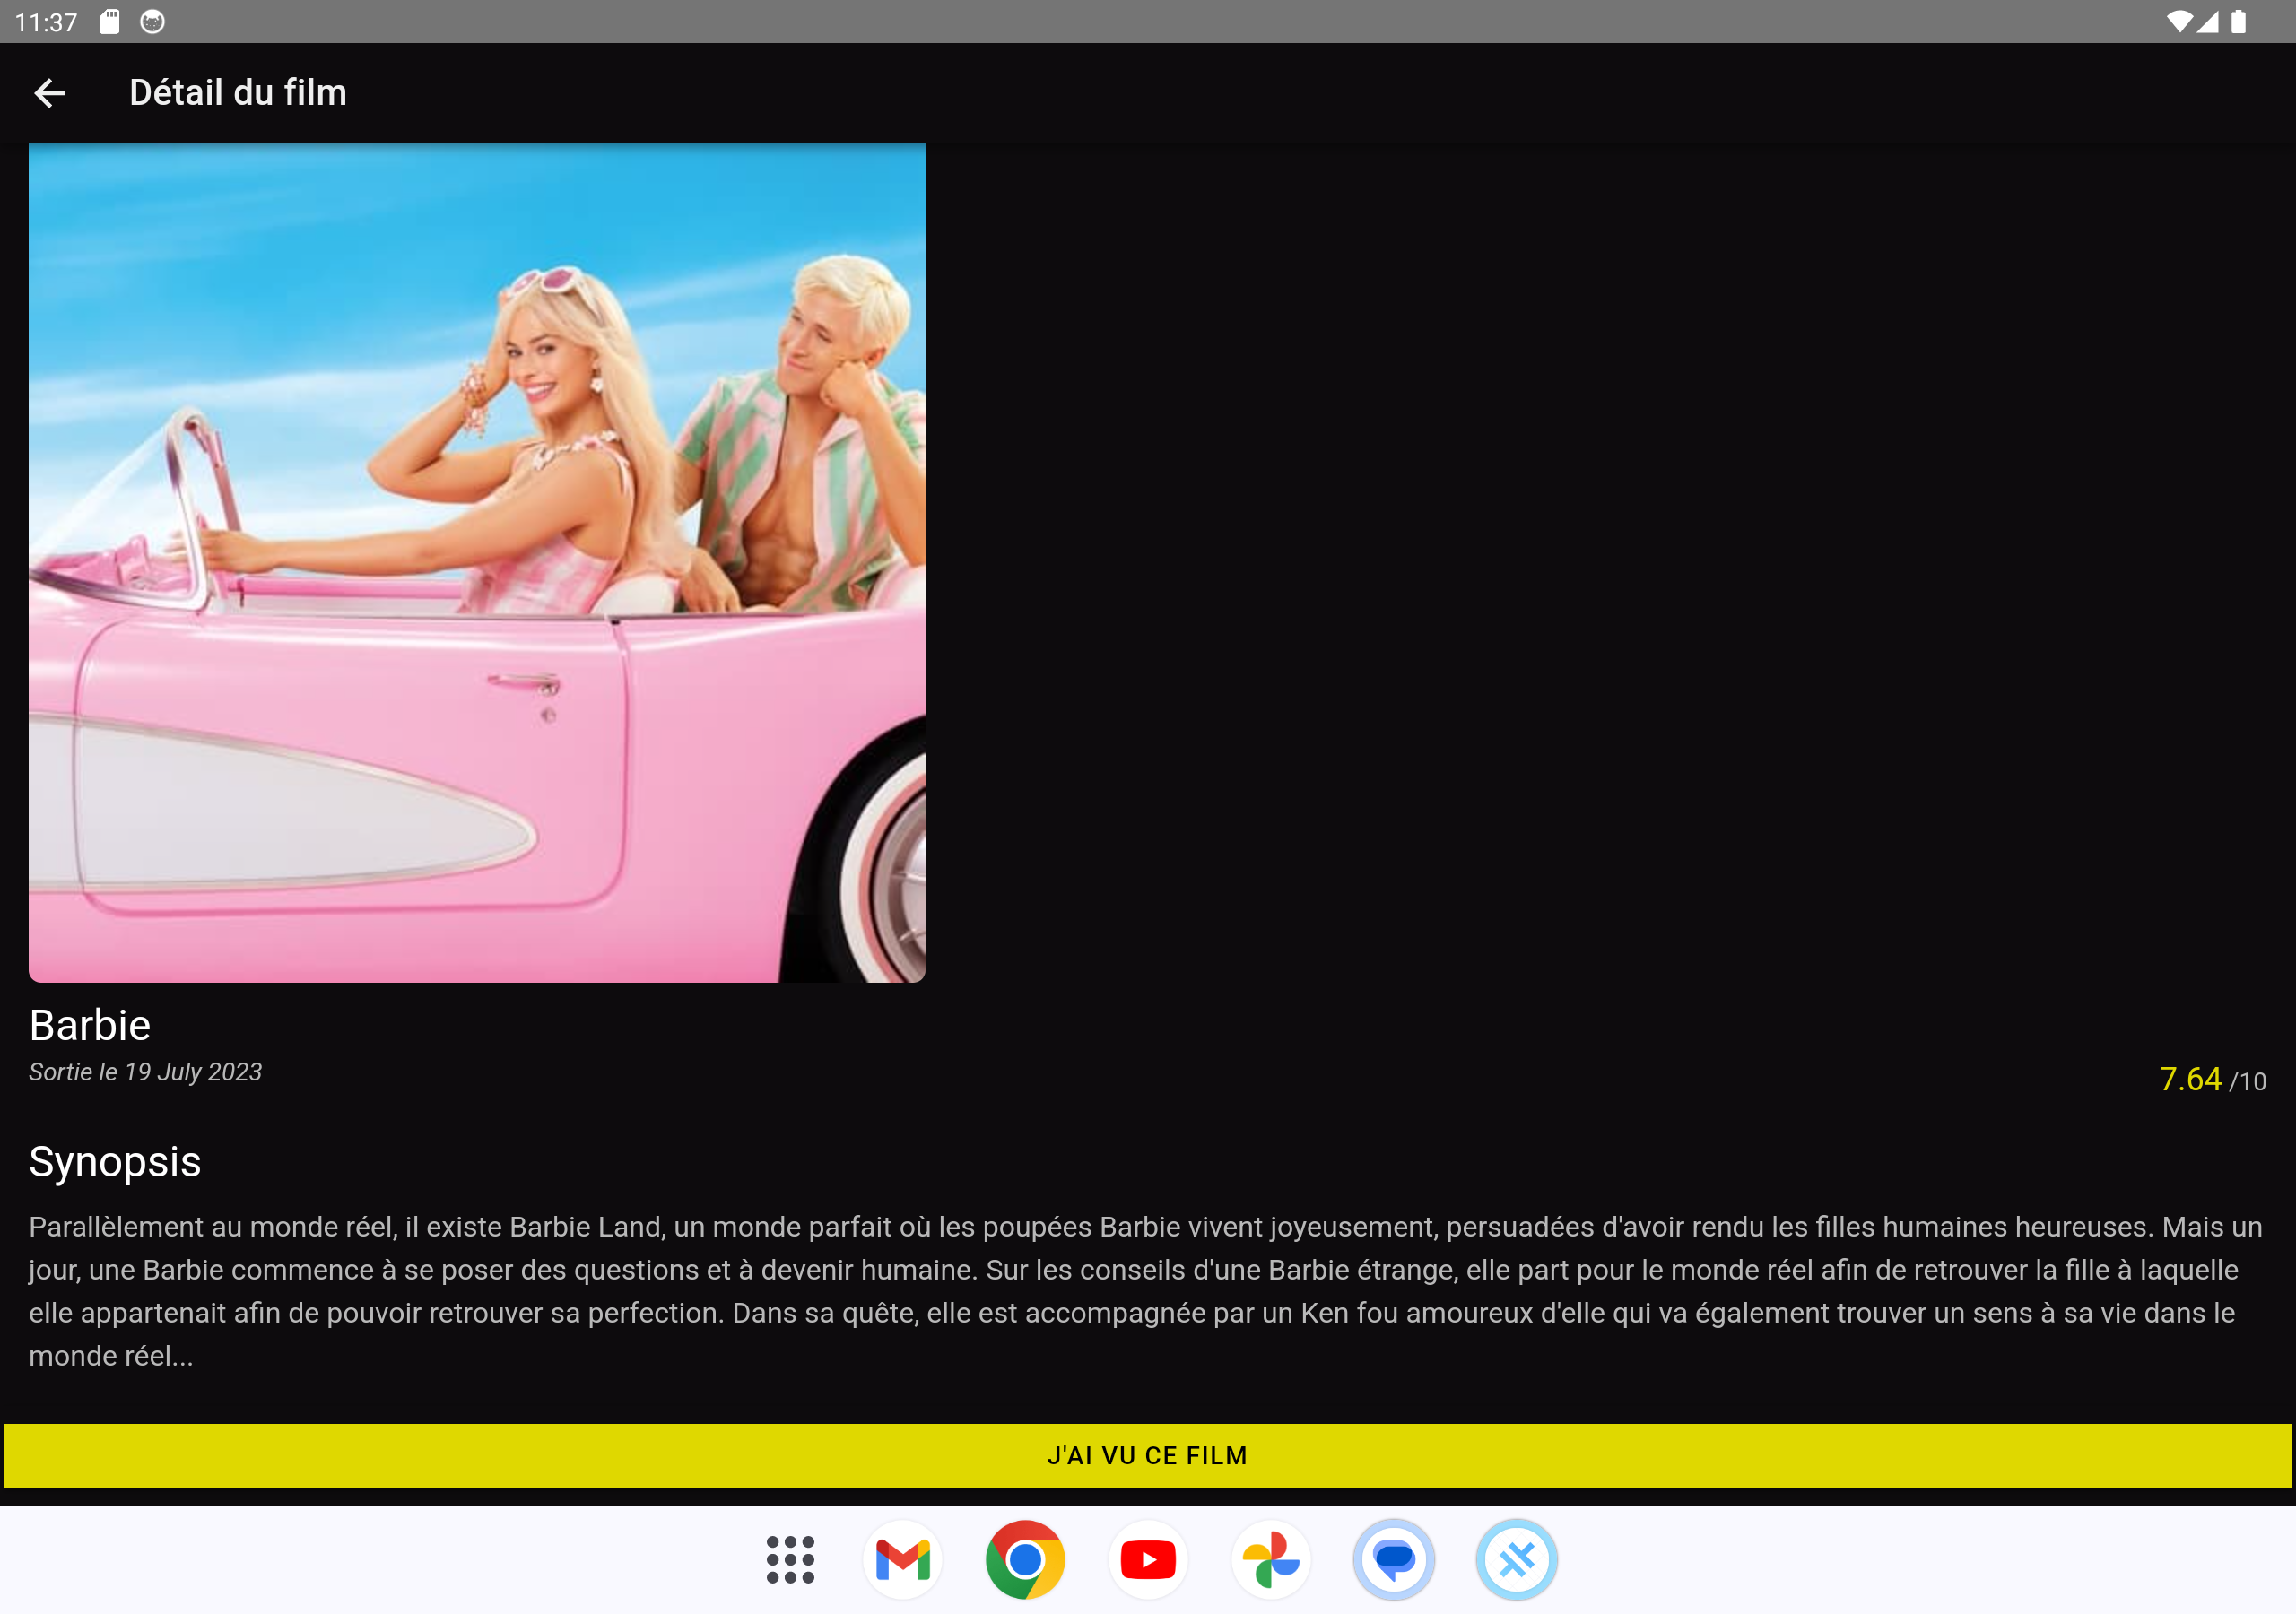 11:37
Détail du film
Barbie
Sortie le 19 July 2023
7.64 /10
Synopsis
Parallèlement au monde réel, il existe Barbie Land, un monde parfait où les poupées Barbie vivent joyeusement, persuadées d'avoir rendu les filles humaines heureuses. Mais un
jour, une Barbie commence à se poser des questions et à devenir humaine. Sur les conseils d'une Barbie étrange, elle part pour le monde réel afin de retrouver la fille à laquelle
elle appartenait afin de pouvoir retrouver sa perfection. Dans sa quête, elle est accompagnée par un Ken fou amoureux d'elle qui va également trouver un sens à sa vie dans le
monde réel...
J'AI VU CE FILM